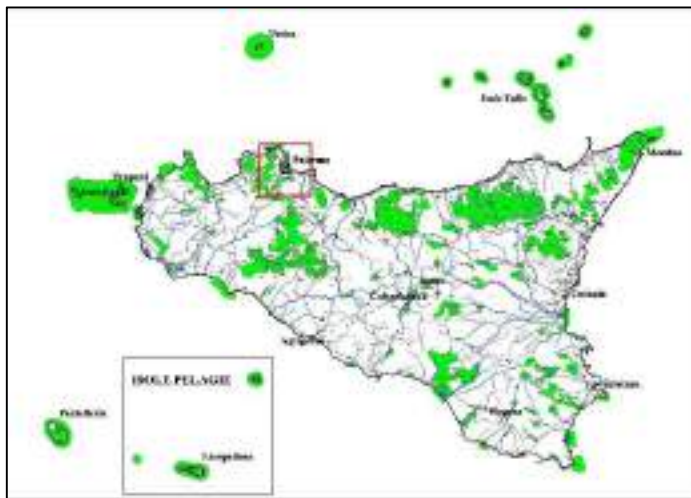 Ustica
Isole Eolie
Palermo
Messina
Trapani
Catania
Caltanissetta
Agrigento
ISOLE PELAGIE
Siracusa
Ragusa
Pantelleria
Lampedusa